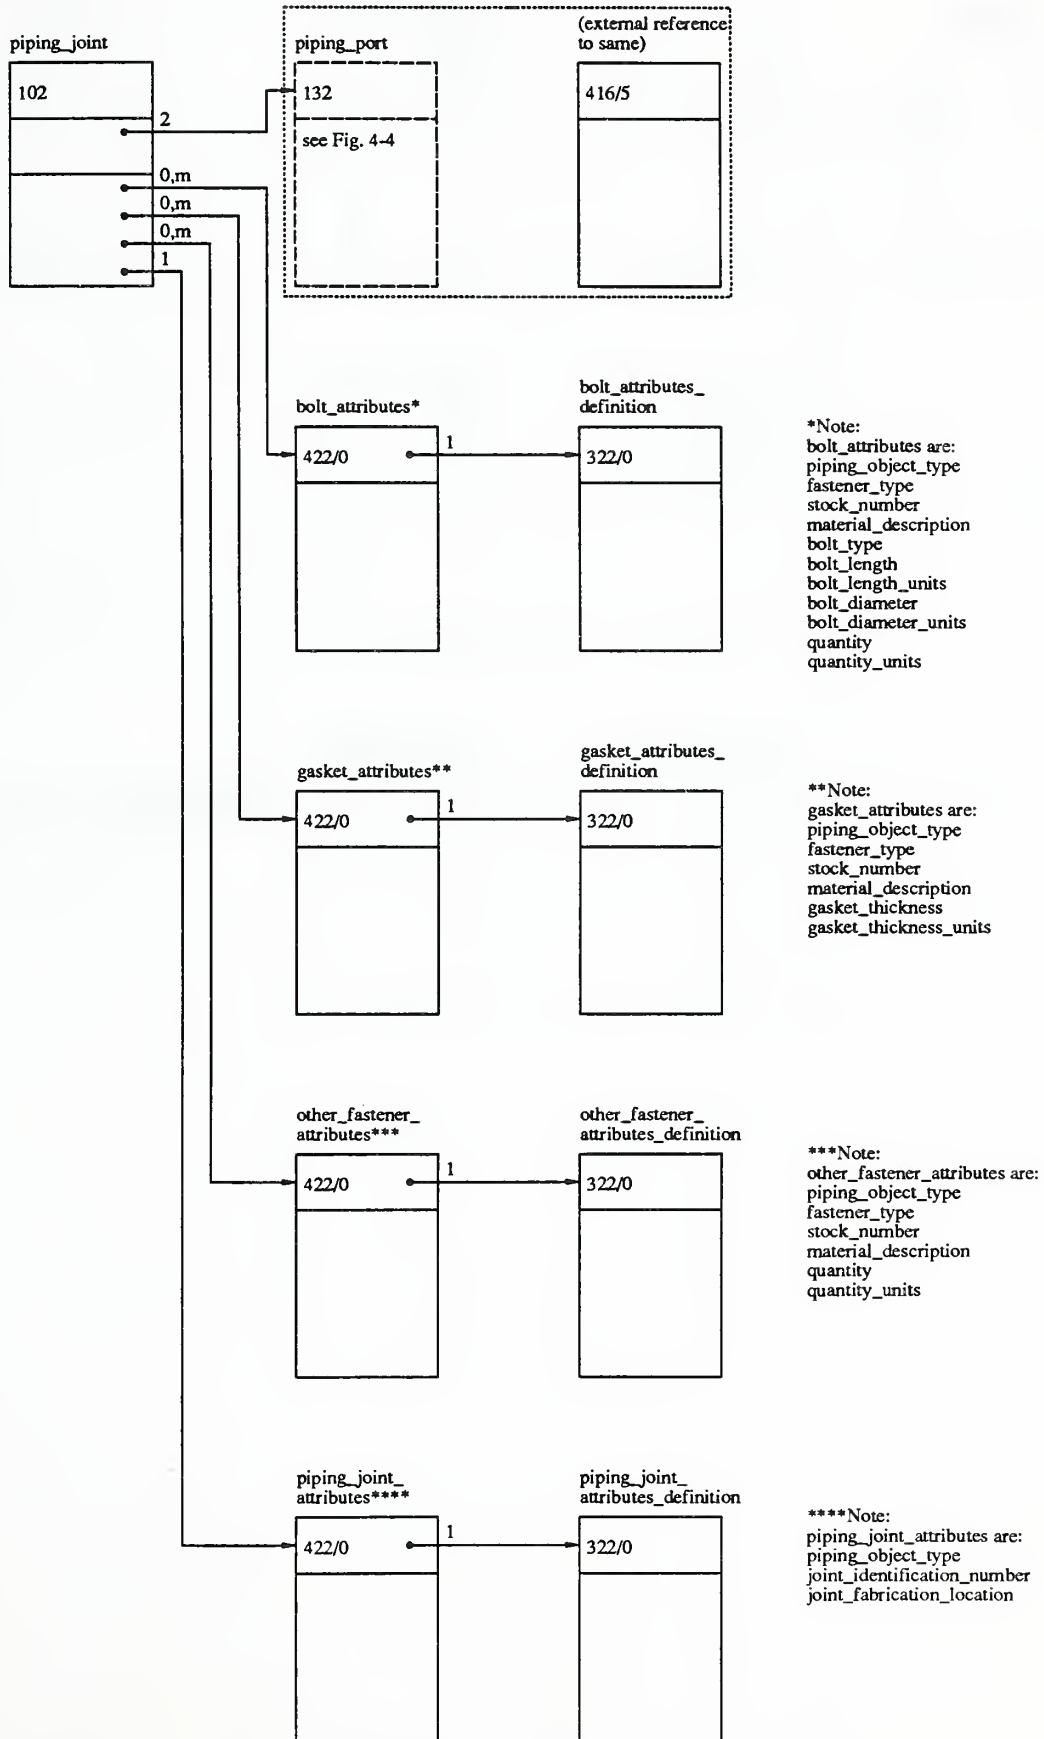 piping_joint
102
2
0,m
0,m
0,m
1
piping_port
132
see Fig. 4-4
(external reference
to same)
416/5
bolt_attributes*
422/0
1
bolt_attributes_
definition
322/0
*Note:
bolt_attributes are:
piping_object_type
fastener_type
stock_number
material_description
bolt_type
bolt_length
bolt_length_units
bolt_diameter
bolt_diameter_units
quantity
quantity_units
gasket_attributes**
422/0
1
gasket_attributes_
definition
322/0
**Note:
gasket_attributes are:
piping_object_type
fastener_type
stock_number
material_description
gasket_thickness
gasket_thickness_units
other_fastener_
attributes***
422/0
1
other_fastener_
attributes_definition
322/0
***Note:
other_fastener_attributes are:
piping_object_type
fastener_type
stock_number
material_description
quantity
quantity_units
piping_joint_
attributes****
422/0
1
piping_joint_
attributes_definition
322/0
****Note:
piping_joint_attributes are:
piping_object_type
joint_identification_number
joint_fabrication_location